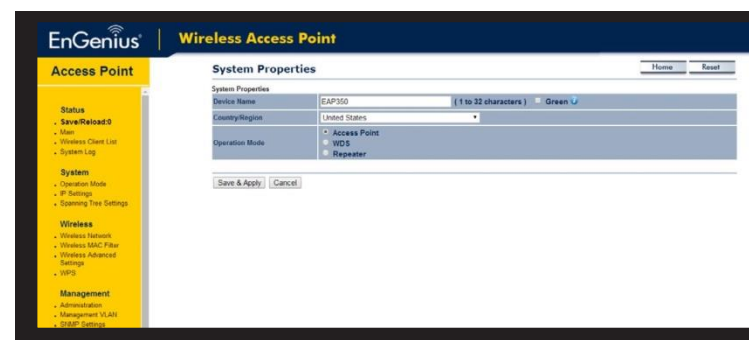 EnGenius®
Wireless Access Point
Access Point
System Properties
Home
Reset
System Properties
Device Name
EAP350
( 1 to 32 characters )
Green
Country/Region
United States
Operation Mode
Access Point
WDS
Repeater
Save & Apply
Cancel
Status
Save/Reload:0
Main
Wireless Client List
System Log
System
Operation Mode
IP Settings
Spanning Tree Settings
Wireless
Wireless Network
Wireless MAC Filter
Wireless Advanced
Settings
WPS
Management
Administration
Management VLAN
SNMP Settings